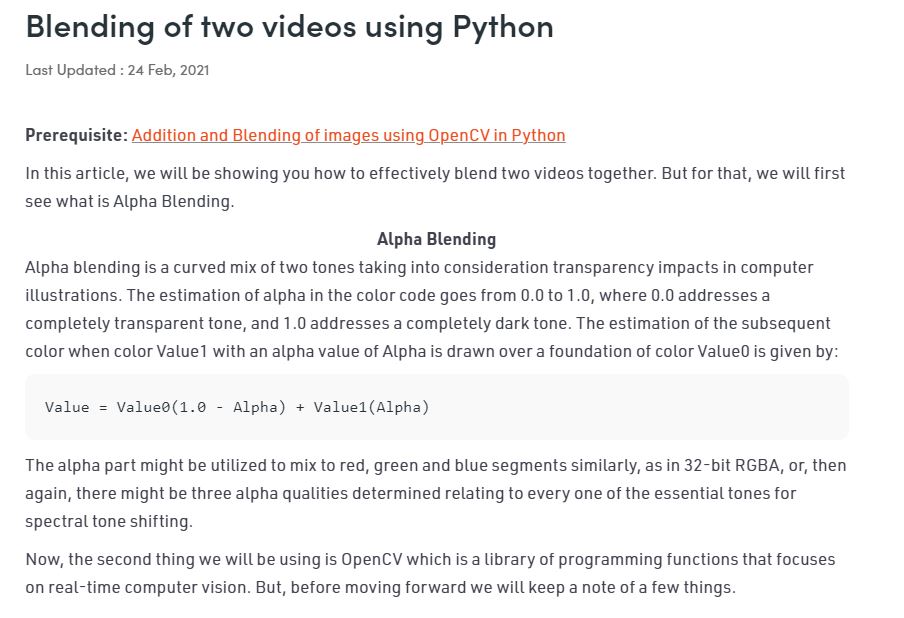 Blending of two videos using Python
Last Updated : 24 Feb, 2021
Prerequisite: Addition and Blending of images using OpenCV in Python
In this article, we will be showing you how to effectively blend two videos together. But for that, we will first
see what is Alpha Blending.
Alpha Blending
Alpha blending is a curved mix of two tones taking into consideration transparency impacts in computer
illustrations. The estimation of alpha in the color code goes from 0.0 to 1.0, where 0.0 addresses a
completely transparent tone, and 1.0 addresses a completely dark tone. The estimation of the subsequent
color when color Value1 with an alpha value of Alpha is drawn over a foundation of color Value0 is given by:
Value = Value0(1.0 - Alpha) + Value1(Alpha)
The alpha part might be utilized to mix to red, green and blue segments similarly, as in 32-bit RGBA, or, then
again, there might be three alpha qualities determined relating to every one of the essential tones for
spectral tone shifting.
Now, the second thing we will be using is OpenCV which is a library of programming functions that focuses
on real-time computer vision. But, before moving forward we will keep a note of a few things.